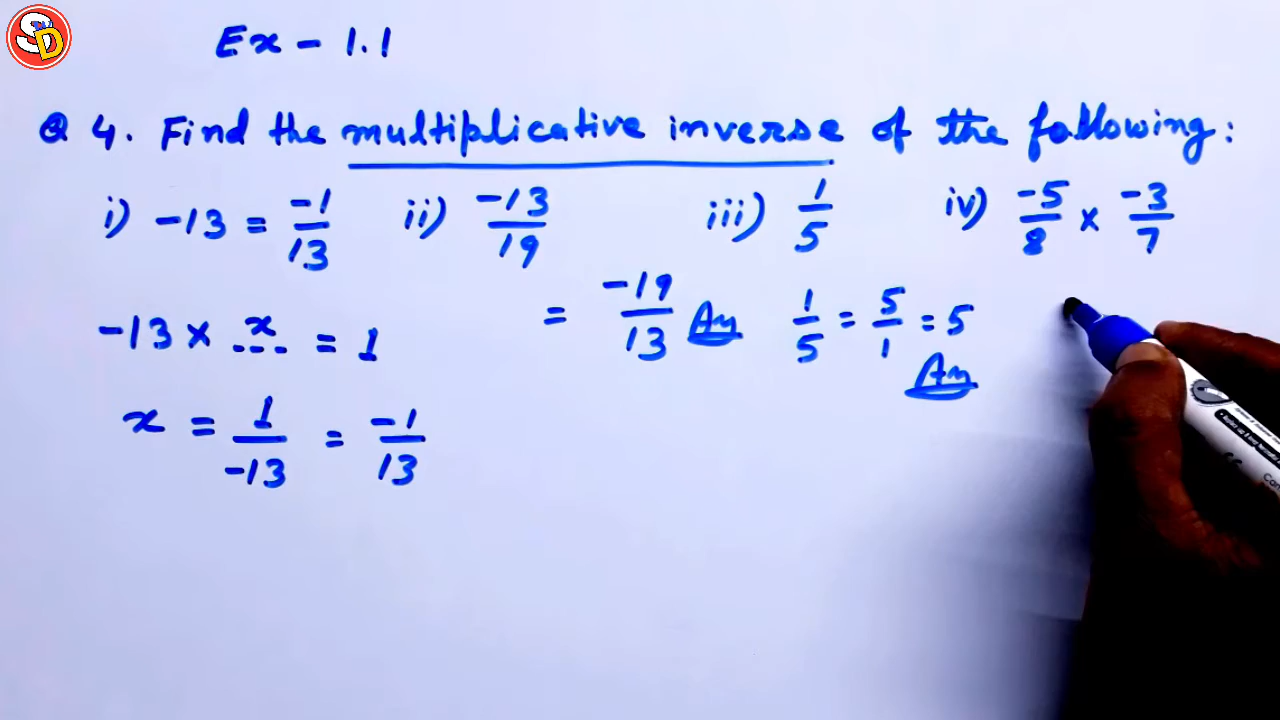 SD
Ex - 1.1
Q 4. Find the multiplicative inverse of the following:
i) -13 = -1/13 ii) -13/19 iii) 1/5 iv) -5/8 × -3/7
= -19/13 Ans 1/5 = 5/1 = 5 Ans
-13 × x = 1
x = 1/-13 = -1/13